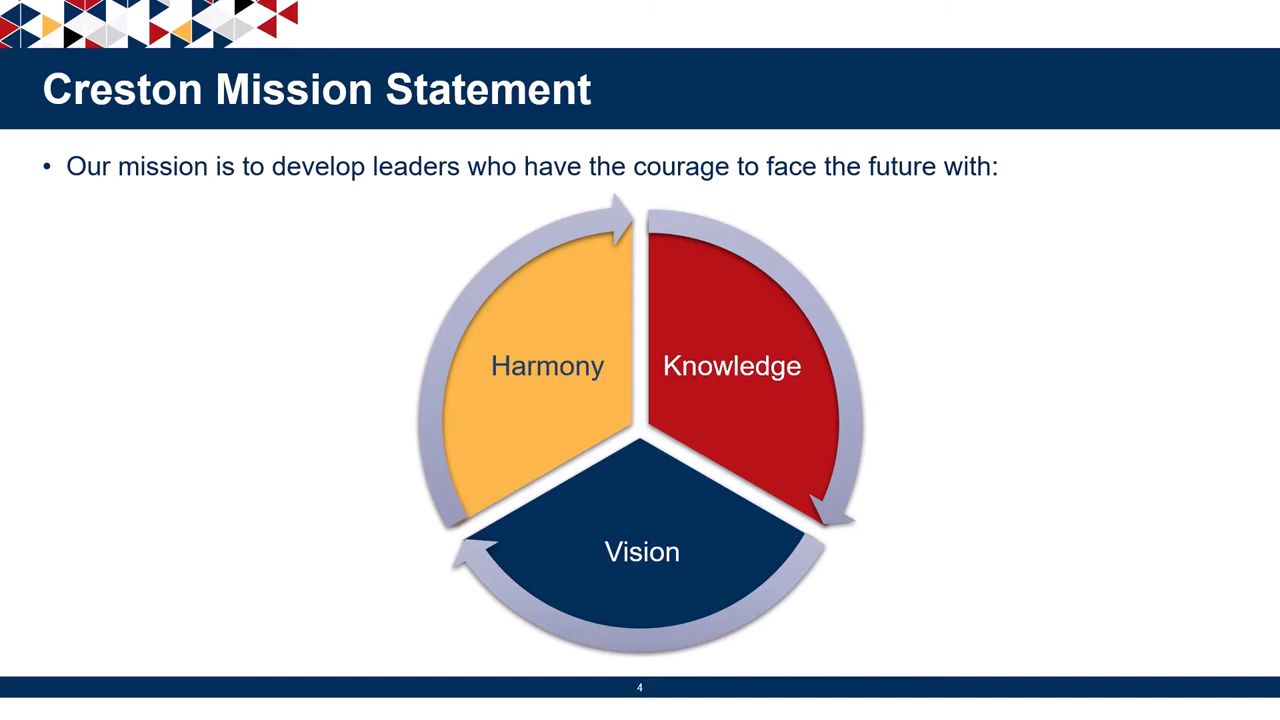 Creston Mission Statement
• Our mission is to develop leaders who have the courage to face the future with:
Harmony
Knowledge
Vision
4